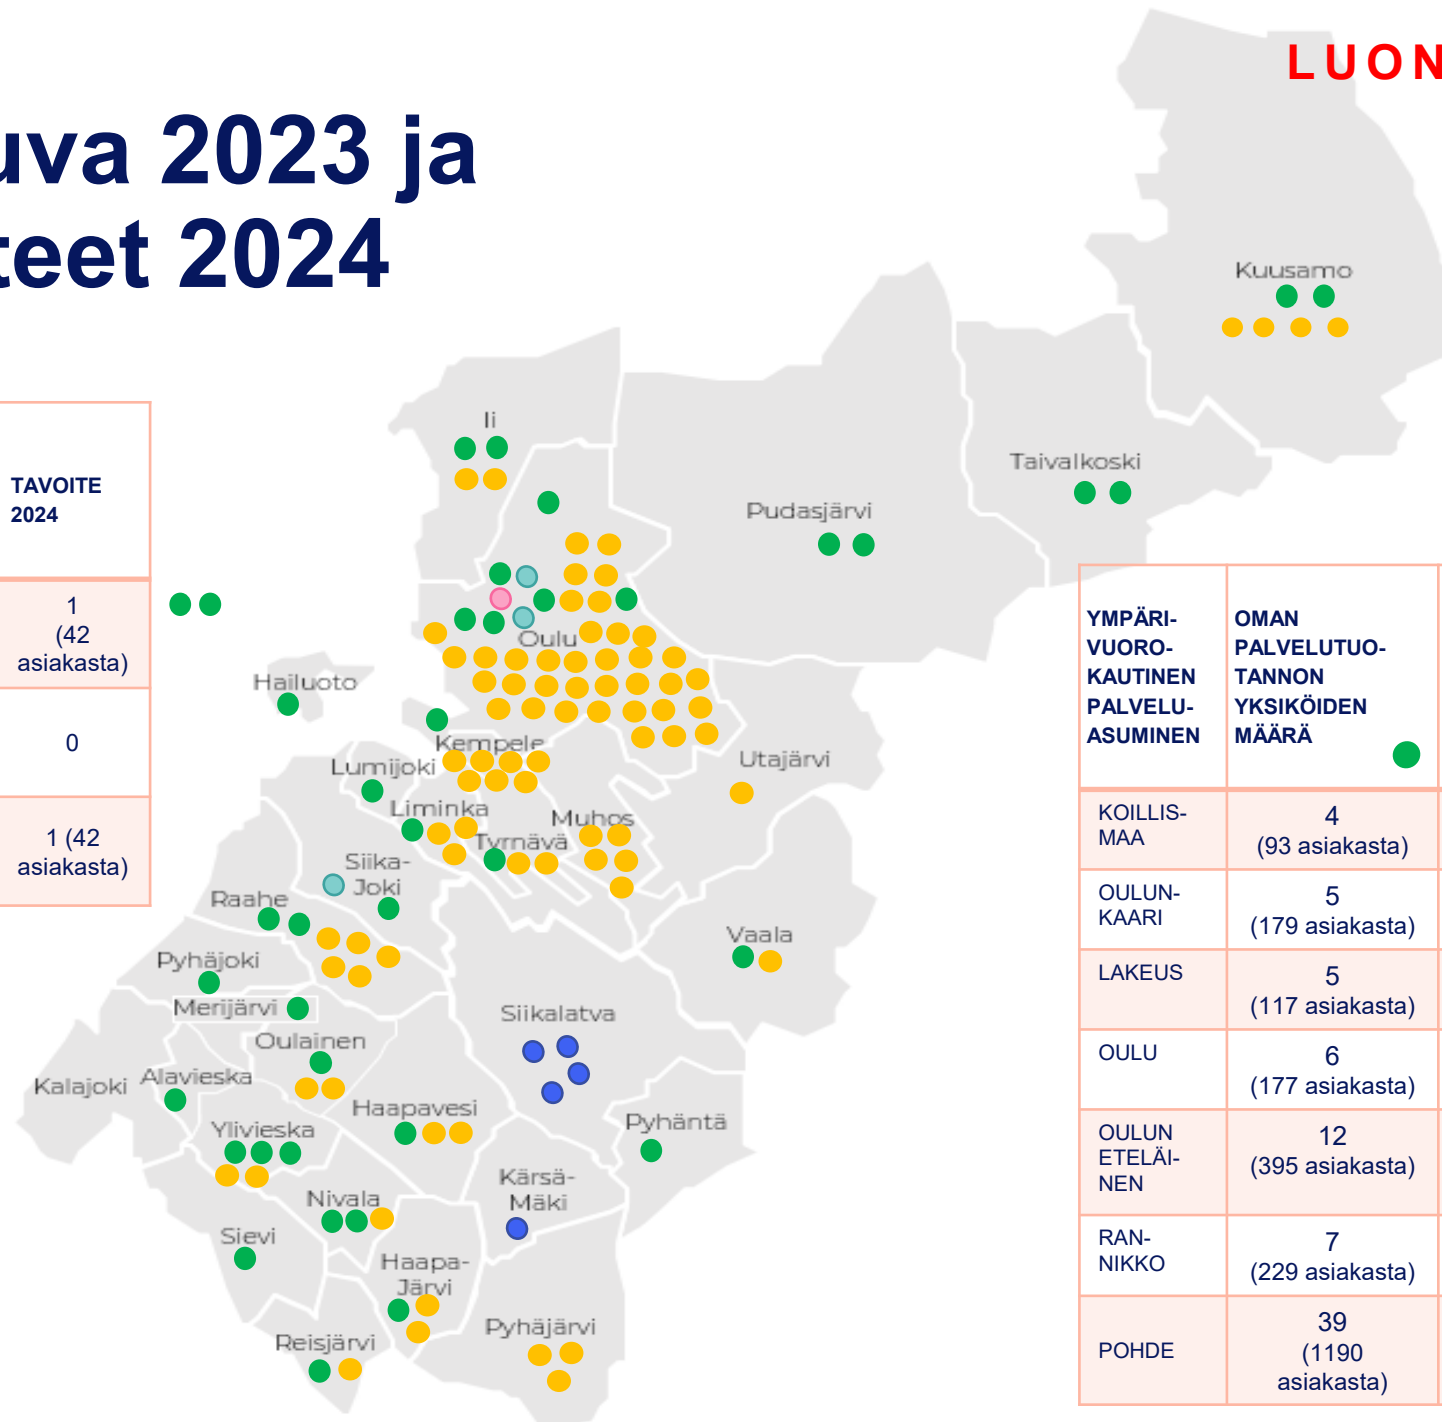 LUON
uva 2023 ja
teet 2024
TAVOITE
2024
1
(42
asiakasta)
0
1 (42
asiakasta)
Kuusamo
Ii
Taivalkoski
Pudasjärvi
Oulu
Hailuoto
Kempele
Lumijoki
Utajärvi
Liminka
Muhos
Tyrnävä
Siika-
Joki
Raahe
Vaala
Pyhäjoki
Merijärvi
Siikalatva
Oulainen
Kalajoki
Alavieska
Haapavesi
Ylivieska
Pyhäntä
Kärsä-
Mäki
Nivala
Sievi
Haapa-
Järvi
Reisjärvi
Pyhäjärvi
YMPÄRI-
VUORO-
KAUTINEN
PALVELU-
ASUMINEN
OMAN
PALVELUTUO-
TANNON
YKSIKÖIDEN
MÄÄRÄ
KOILLIS-
MAA
4
(93 asiakasta)
OULUN-
KAARI
5
(179 asiakasta)
LAKEUS
5
(117 asiakasta)
OULU
6
(177 asiakasta)
OULUN
ETELÄI-
NEN
12
(395 asiakasta)
RAN-
NIKKO
7
(229 asiakasta)
POHDE
39
(1190
asiakasta)